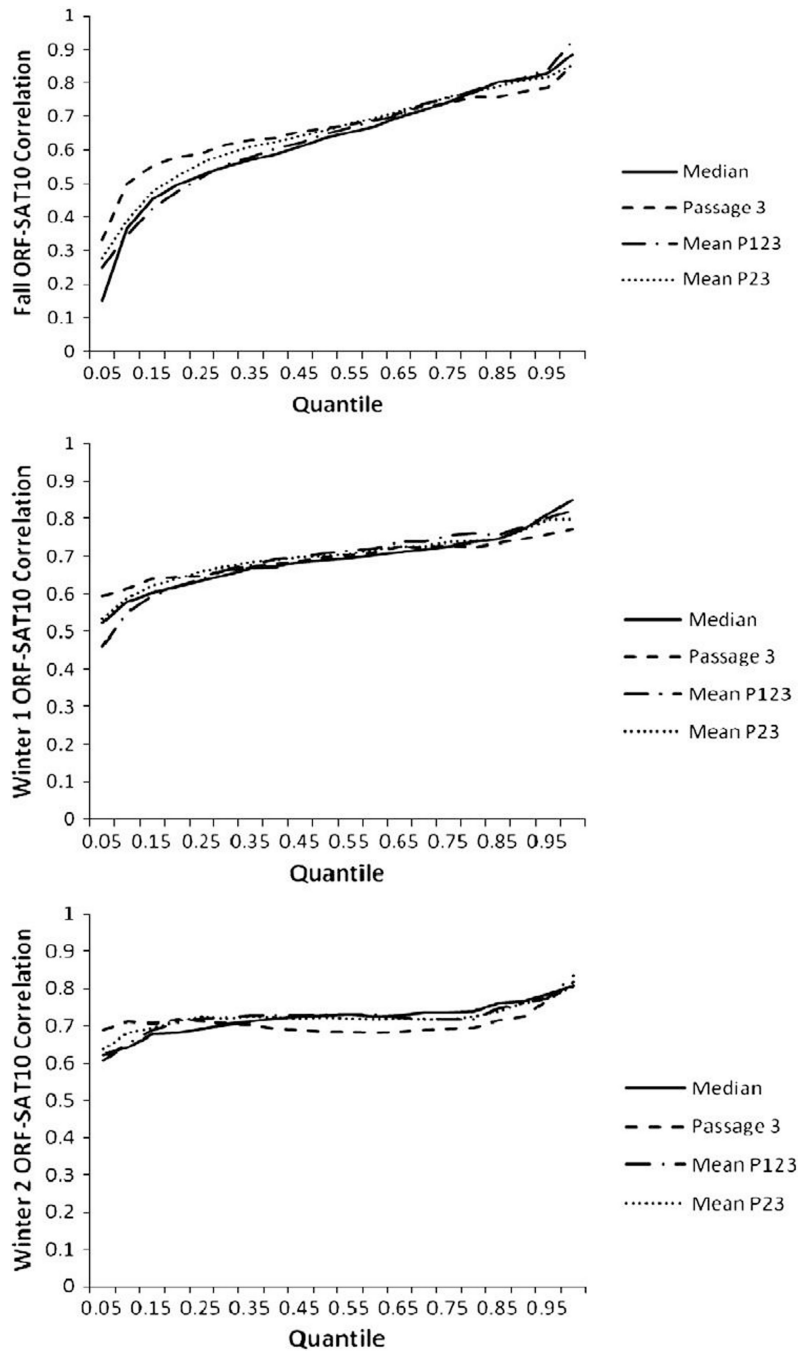 Fall ORF-SAT10 Correlation
1
0.9
0.8
0.7
0.6
0.5
0.4
0.3
0.2
0.1
0
0.05 0.15 0.25 0.35 0.45 0.55 0.65 0.75 0.85 0.95
Quantile
Median
Passage 3
Mean P123
Mean P23
Winter 1 ORF-SAT10 Correlation
1
0.9
0.8
0.7
0.6
0.5
0.4
0.3
0.2
0.1
0
0.05 0.15 0.25 0.35 0.45 0.55 0.65 0.75 0.85 0.95
Quantile
Median
Passage 3
Mean P123
Mean P23
Winter 2 ORF-SAT10 Correlation
1
0.9
0.8
0.7
0.6
0.5
0.4
0.3
0.2
0.1
0
0.05 0.15 0.25 0.35 0.45 0.55 0.65 0.75 0.85 0.95
Quantile
Median
Passage 3
Mean P123
Mean P23